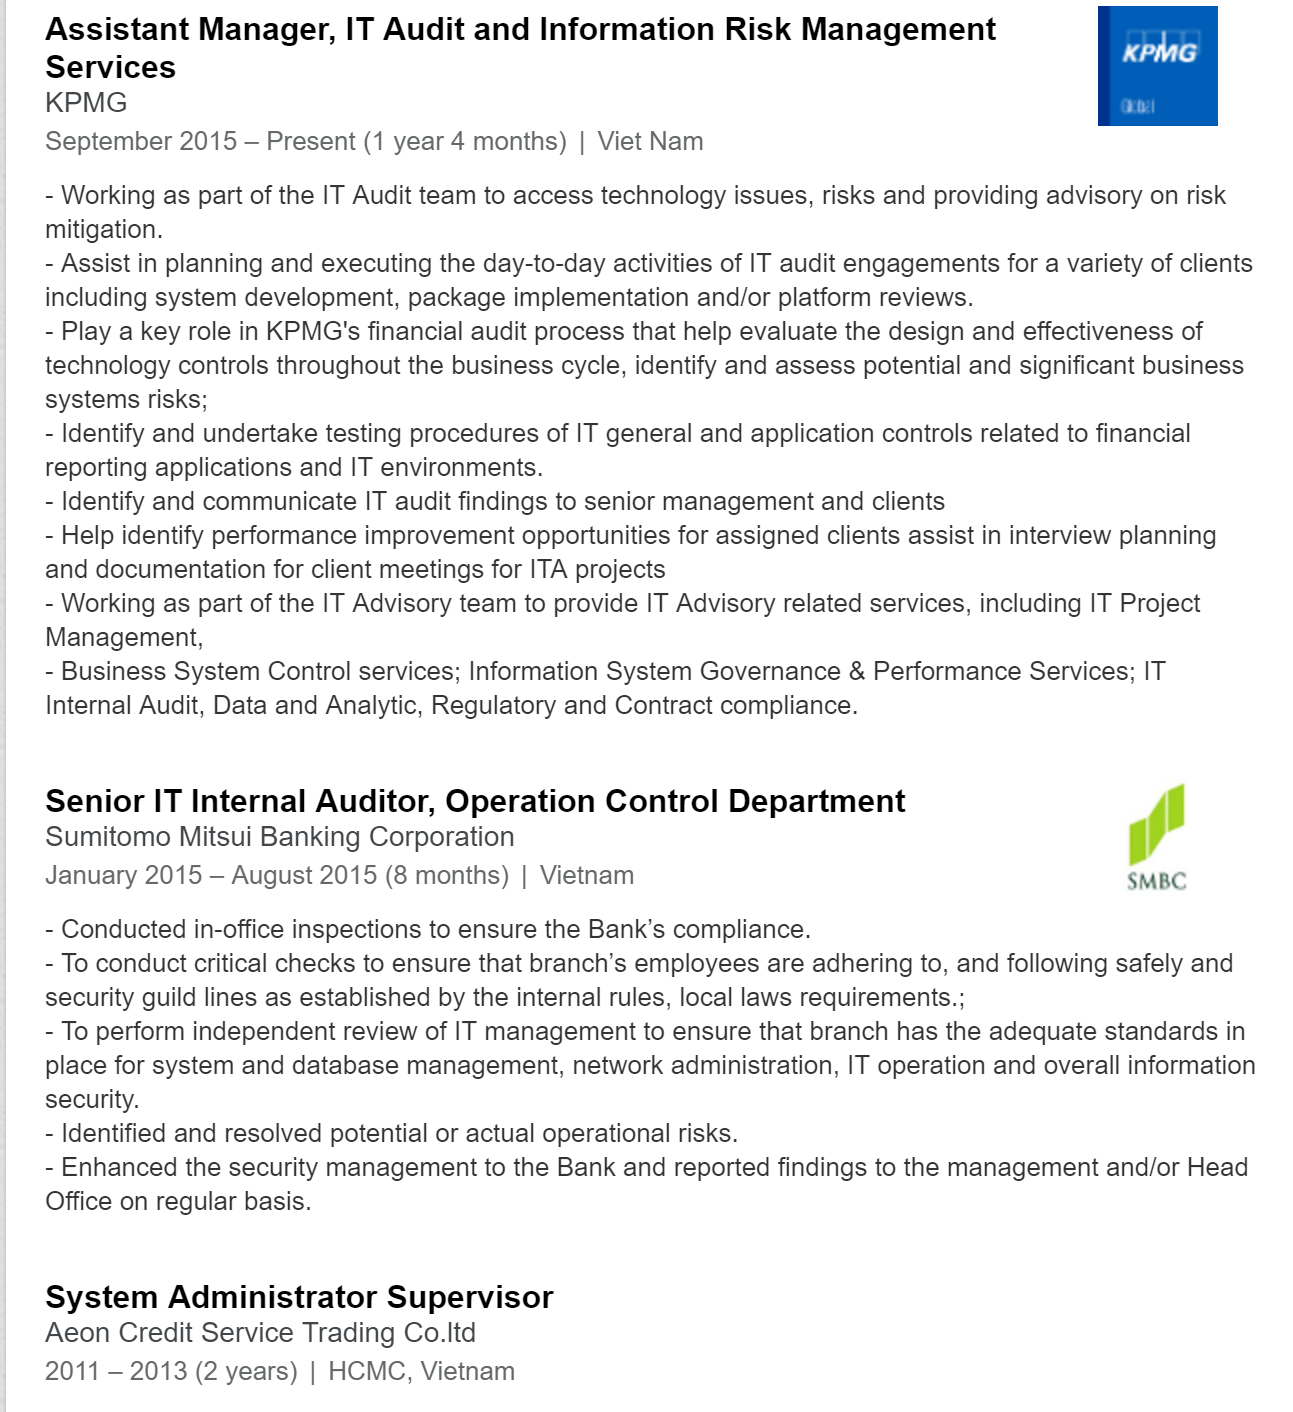 Assistant Manager, IT Audit and Information Risk Management
Services
KPMG
September 2015 – Present (1 year 4 months) | Viet Nam
KPMG
Global
- Working as part of the IT Audit team to access technology issues, risks and providing advisory on risk
mitigation.
- Assist in planning and executing the day-to-day activities of IT audit engagements for a variety of clients
including system development, package implementation and/or platform reviews.
- Play a key role in KPMG's financial audit process that help evaluate the design and effectiveness of
technology controls throughout the business cycle, identify and assess potential and significant business
systems risks;
- Identify and undertake testing procedures of IT general and application controls related to financial
reporting applications and IT environments.
- Identify and communicate IT audit findings to senior management and clients
- Help identify performance improvement opportunities for assigned clients assist in interview planning
and documentation for client meetings for ITA projects
- Working as part of the IT Advisory team to provide IT Advisory related services, including IT Project
Management,
- Business System Control services; Information System Governance & Performance Services; IT
Internal Audit, Data and Analytic, Regulatory and Contract compliance.
Senior IT Internal Auditor, Operation Control Department
Sumitomo Mitsui Banking Corporation
January 2015 – August 2015 (8 months) | Vietnam
SMBC
- Conducted in-office inspections to ensure the Bank’s compliance.
- To conduct critical checks to ensure that branch’s employees are adhering to, and following safely and
security guild lines as established by the internal rules, local laws requirements.;
- To perform independent review of IT management to ensure that branch has the adequate standards in
place for system and database management, network administration, IT operation and overall information
security.
- Identified and resolved potential or actual operational risks.
- Enhanced the security management to the Bank and reported findings to the management and/or Head
Office on regular basis.
System Administrator Supervisor
Aeon Credit Service Trading Co.ltd
2011 – 2013 (2 years) | HCMC, Vietnam